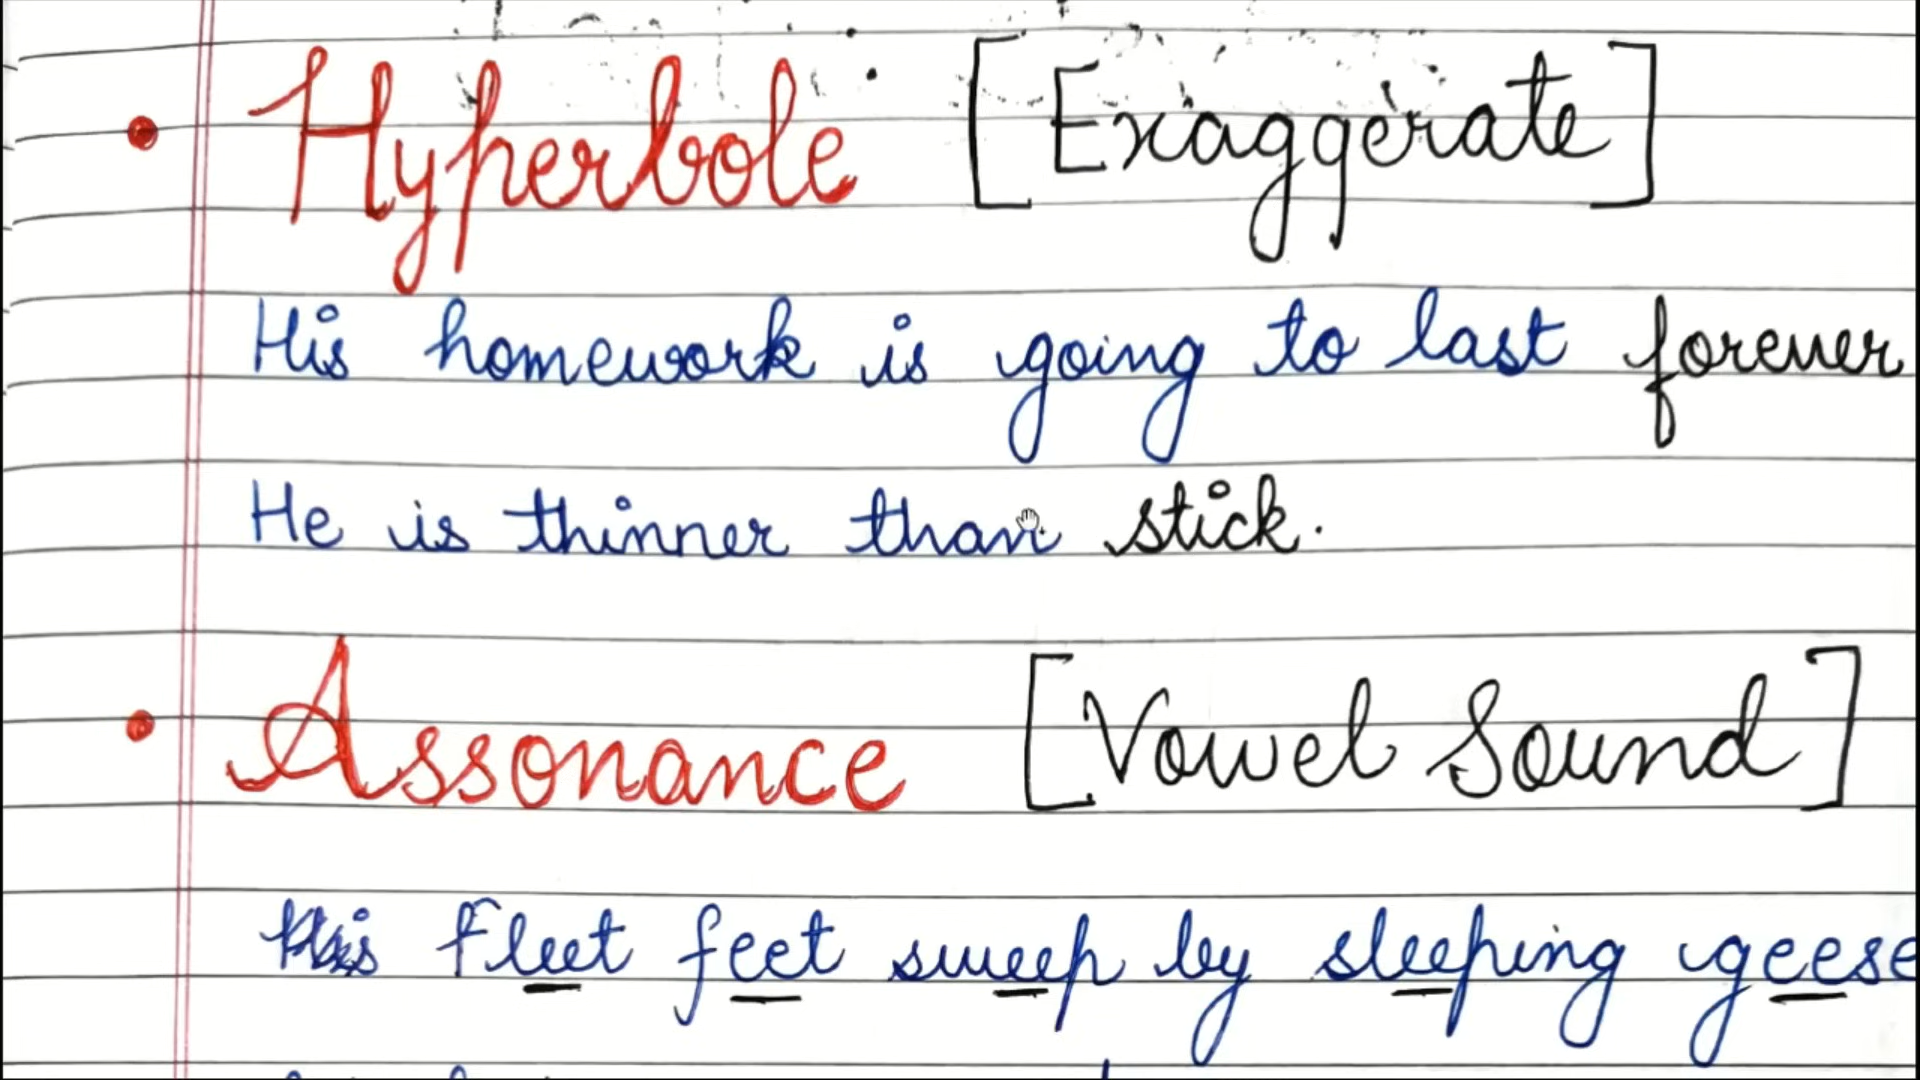 • Hyperbole [Exaggerate]
His homework is going to last forever
He is thinner than stick.
• Assonance [Vowel Sound]
Fleet feet sweep by sleeping geese